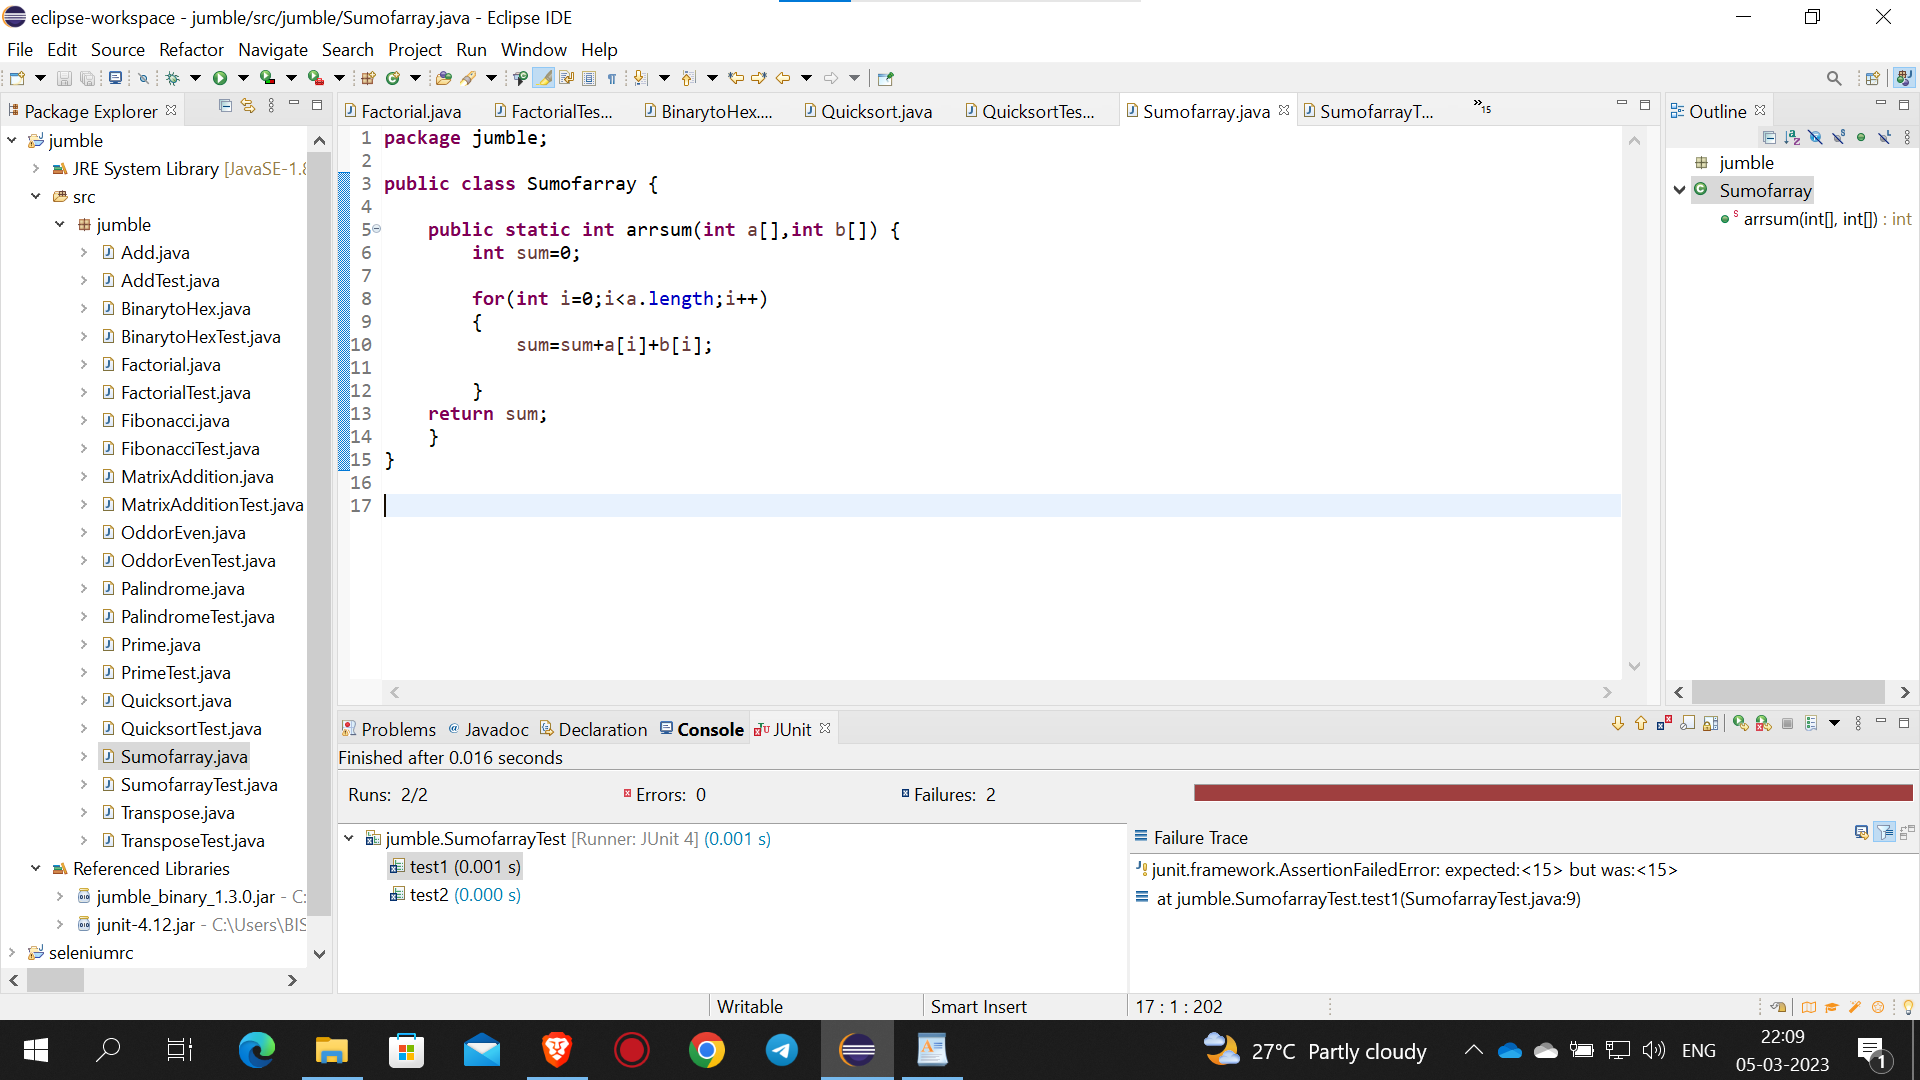 eclipse-workspace - jumble/src/jumble/Sumofarray.java - Eclipse IDE
File Edit Source Refactor Navigate Search Project Run Window Help
Package Explorer
jumble
JRE System Library [JavaSE-1.8
src
jumble
Add.java
AddTest.java
BinarytoHex.java
BinarytoHexTest.java
Factorial.java
FactorialTest.java
Fibonacci.java
FibonacciTest.java
MatrixAddition.java
MatrixAdditionTest.java
OddorEven.java
OddorEvenTest.java
Palindrome.java
PalindromeTest.java
Prime.java
PrimeTest.java
Quicksort.java
QuicksortTest.java
Sumofarray.java
SumofarrayTest.java
Transpose.java
TransposeTest.java
Referenced Libraries
jumble_binary_1.3.0.jar - C:
junit-4.12.jar - C:\Users\BIS
seleniumrc
Factorial.java FactorialTes... BinarytoHex.... Quicksort.java QuicksortTes... Sumofarray.java SumofarrayT... »15
1 package jumble;
2
3 public class Sumofarray {
4
5 public static int arrsum(int a[],int b[]) {
6 int sum=0;
7
8 for(int i=0;i<a.length;i++)
9 {
10 sum=sum+a[i]+b[i];
11
12 }
13 return sum;
14 }
15 }
16
17
Outline
jumble
Sumofarray
arrsum(int[], int[]) : int
Problems Javadoc Declaration Console JUnit
Finished after 0.016 seconds
Runs: 2/2 Errors: 0 Failures: 2
jumble.SumofarrayTest [Runner: JUnit 4] (0.001 s)
test1 (0.001 s)
test2 (0.000 s)
Failure Trace
junit.framework.AssertionFailedError: expected:<15> but was:<15>
at jumble.SumofarrayTest.test1(SumofarrayTest.java:9)
Writable Smart Insert 17 : 1 : 202
27°C Partly cloudy ENG
22:09
05-03-2023
1